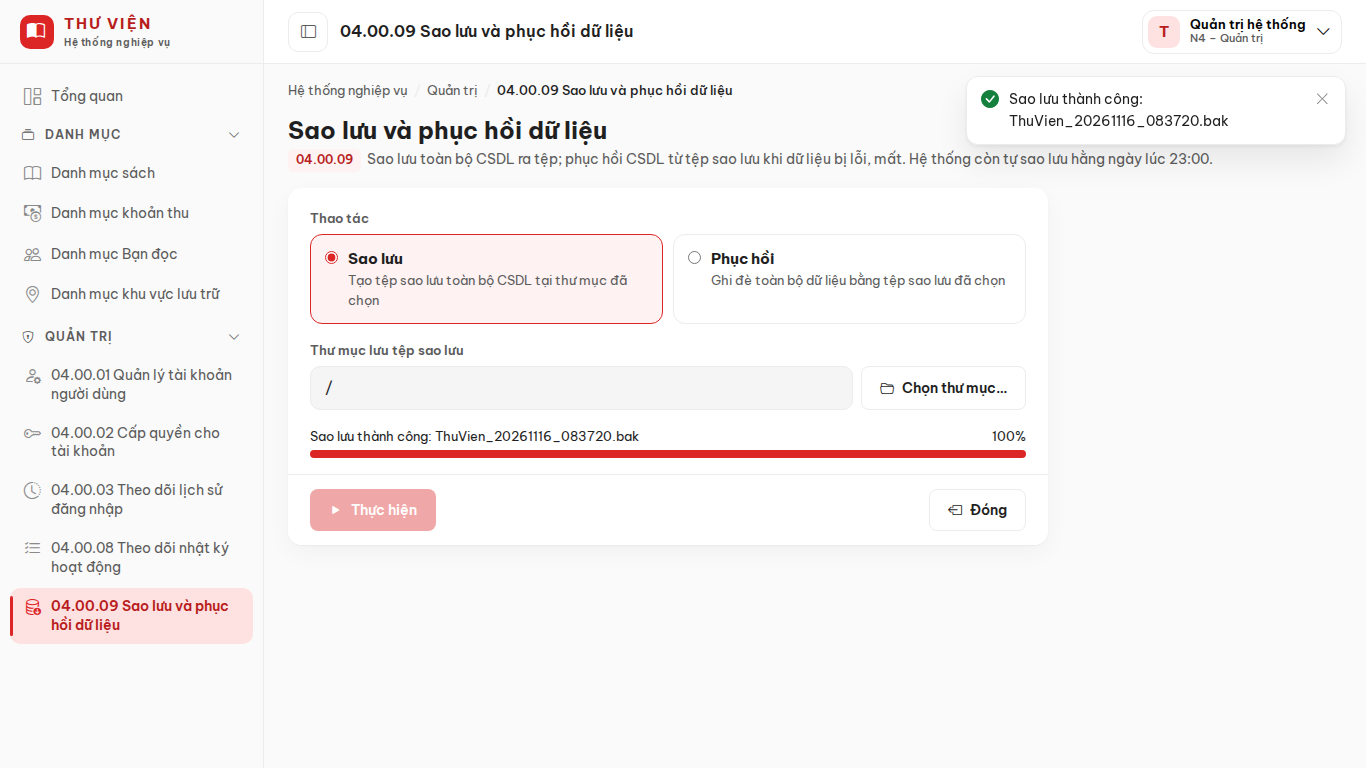 THƯ VIỆN
Hệ thống nghiệp vụ
04.00.09 Sao lưu và phục hồi dữ liệu
T
Quản trị hệ thống
N4 – Quản trị
Tổng quan
DANH MỤC
Danh mục sách
Danh mục khoản thu
Danh mục Bạn đọc
Danh mục khu vực lưu trữ
QUẢN TRỊ
04.00.01 Quản lý tài khoản
người dùng
04.00.02 Cấp quyền cho
tài khoản
04.00.03 Theo dõi lịch sử
đăng nhập
04.00.08 Theo dõi nhật ký
hoạt động
04.00.09 Sao lưu và phục
hồi dữ liệu
Hệ thống nghiệp vụ / Quản trị / 04.00.09 Sao lưu và phục hồi dữ liệu
Sao lưu thành công:
ThuVien_20261116_083720.bak
Sao lưu và phục hồi dữ liệu
04.00.09 Sao lưu toàn bộ CSDL ra tệp; phục hồi CSDL từ tệp sao lưu khi dữ liệu bị lỗi, mất. Hệ thống còn tự sao lưu hằng ngày lúc 23:00.
Thao tác
Sao lưu
Tạo tệp sao lưu toàn bộ CSDL tại thư mục đã
chọn
Phục hồi
Ghi đè toàn bộ dữ liệu bằng tệp sao lưu đã chọn
Thư mục lưu tệp sao lưu
/
Chọn thư mục...
Sao lưu thành công: ThuVien_20261116_083720.bak
100%
Thực hiện
Đóng